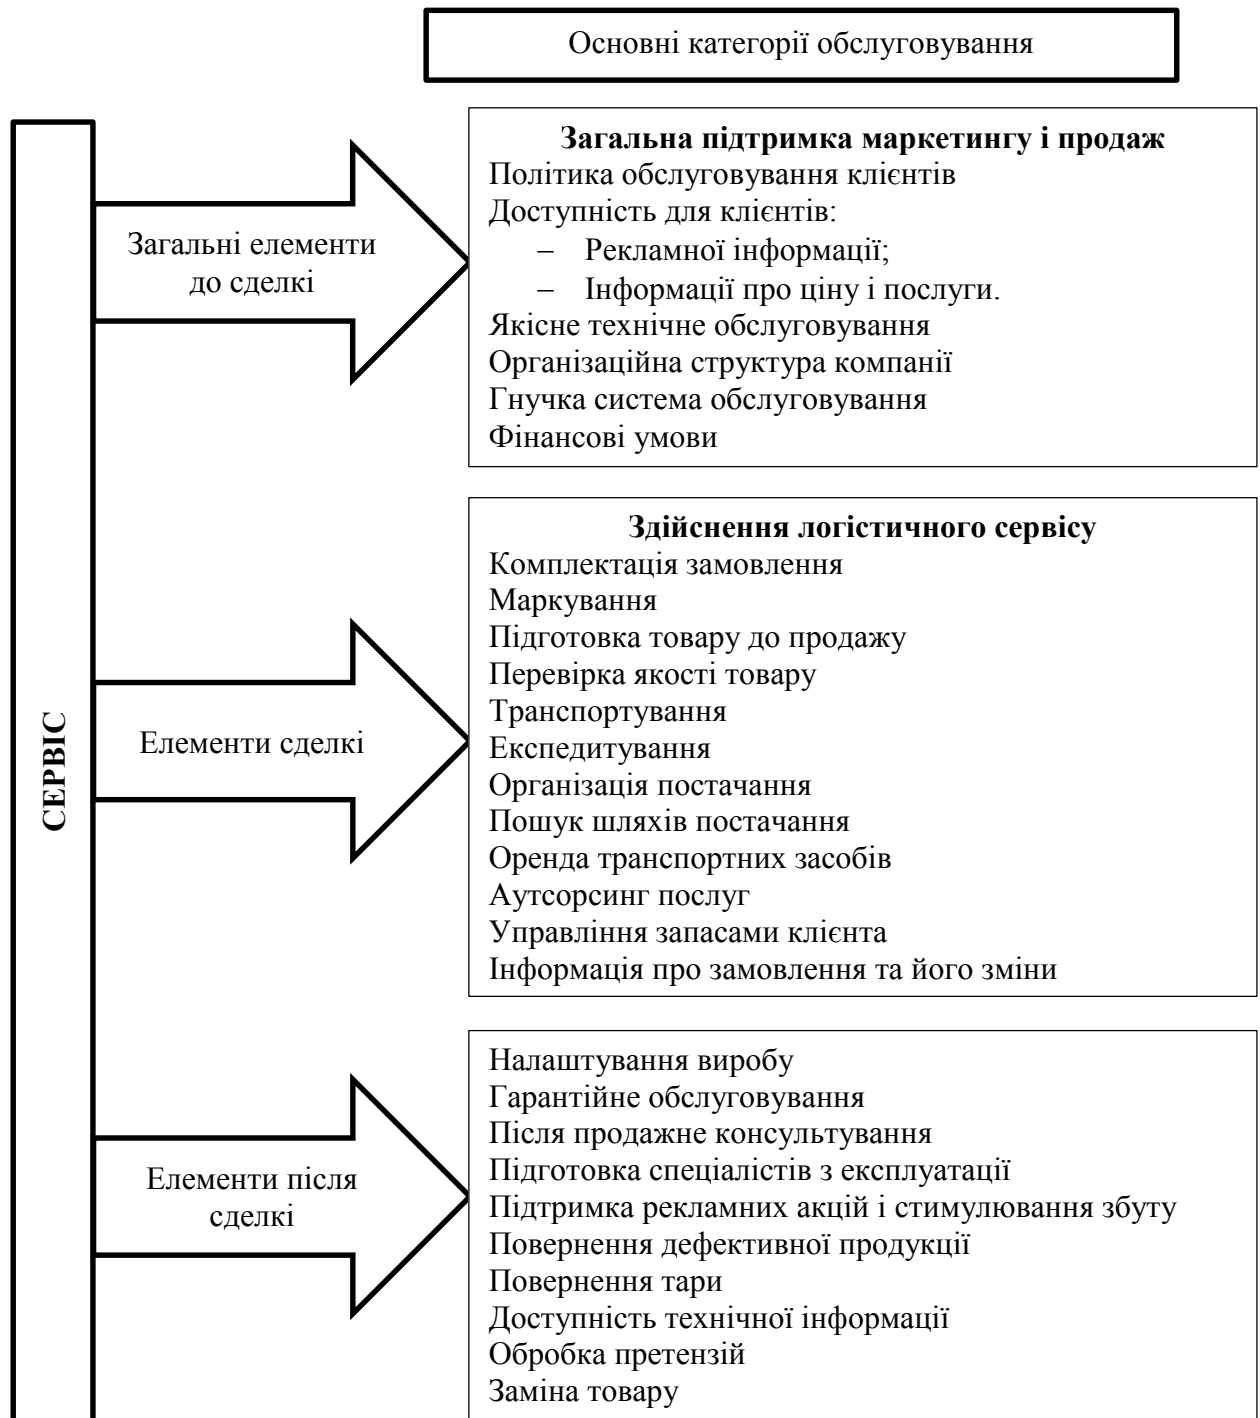 Основні категорії обслуговування
СЕРВІС
Загальні елементи
до сделкі
Загальна підтримка маркетингу і продаж
Політика обслуговування клієнтів
Доступність для клієнтів:
– Рекламної інформації;
– Інформації про ціну і послуги.
Якісне технічне обслуговування
Організаційна структура компанії
Гнучка система обслуговування
Фінансові умови
Елементи сделкі
Здійснення логістичного сервісу
Комплектація замовлення
Маркування
Підготовка товару до продажу
Перевірка якості товару
Транспортування
Експедитування
Організація постачання
Пошук шляхів постачання
Оренда транспортних засобів
Аутсорсинг послуг
Управління запасами клієнта
Інформація про замовлення та його зміни
Елементи після
сделкі
Налаштування виробу
Гарантійне обслуговування
Після продажне консультування
Підготовка спеціалістів з експлуатації
Підтримка рекламних акцій і стимулювання збуту
Повернення дефективної продукції
Повернення тари
Доступність технічної інформації
Обробка претензій
Заміна товару